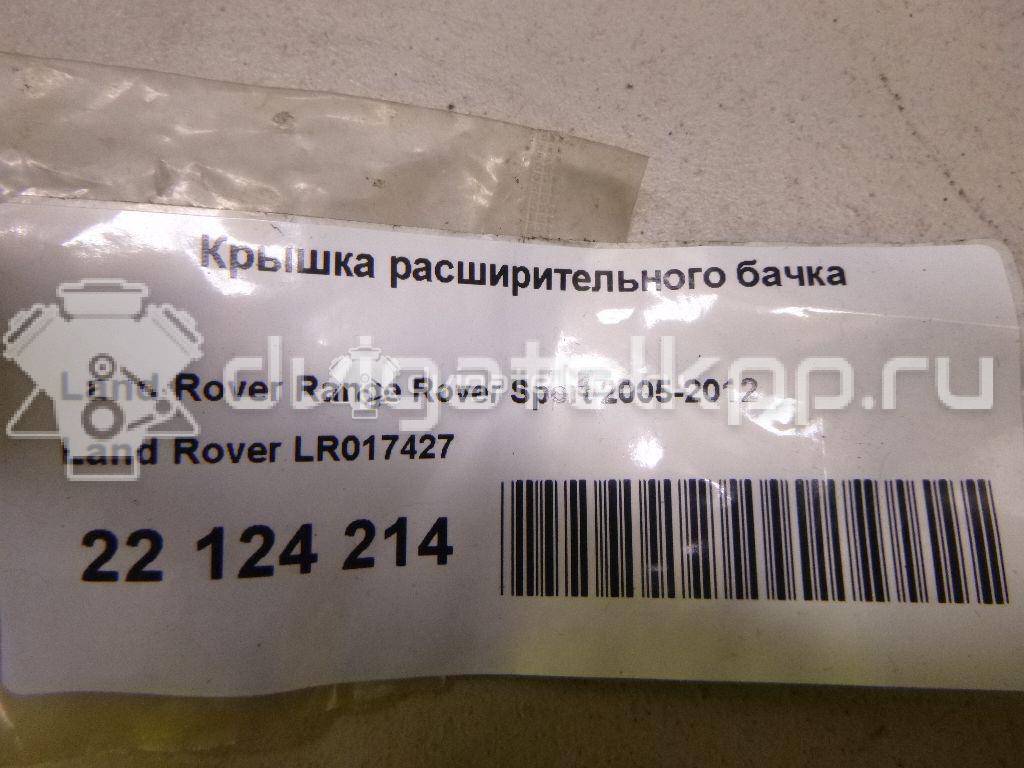 Крышка расширительного бачка
Land Rover Range Rover Sport 2005-2012
dvigatelkpp.ru
Land Rover LR017427
22 124 214